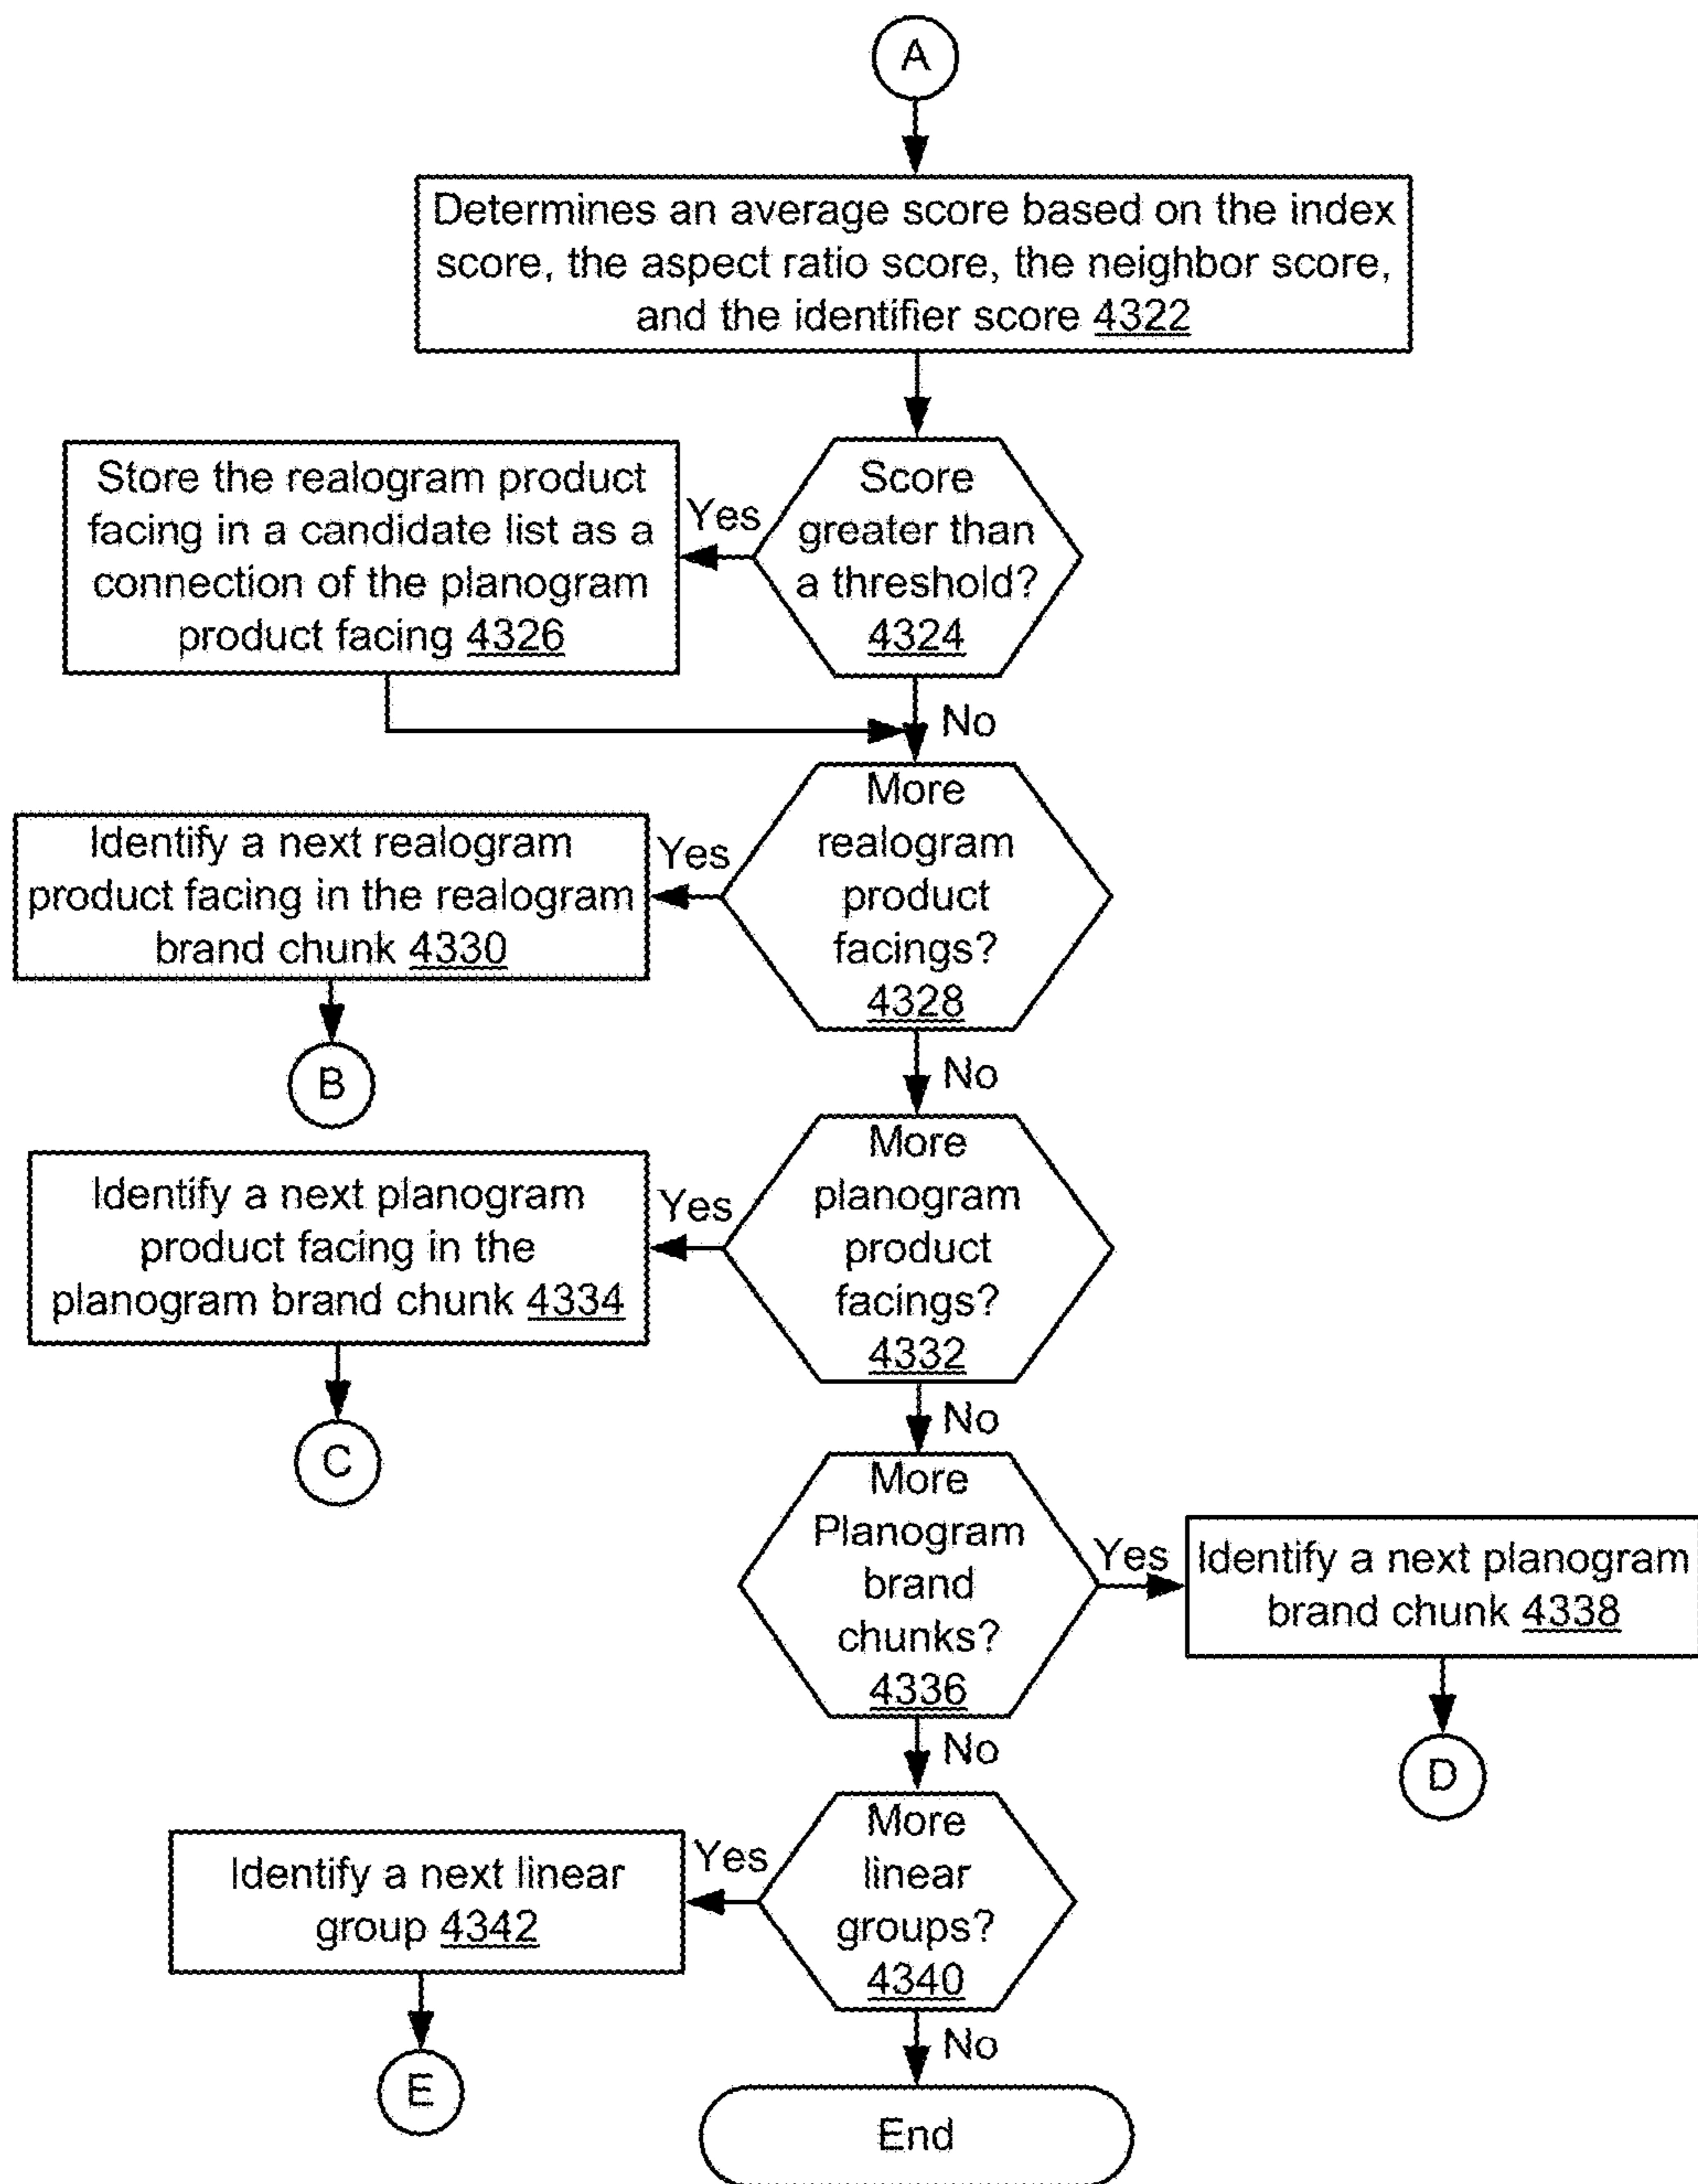 A
Determines an average score based on the index
score, the aspect ratio score, the neighbor score,
and the identifier score 4322
Score
greater than
a threshold?
4324
Yes
Store the realogram product
facing in a candidate list as a
connection of the planogram
product facing 4326
No
More
realogram
product
facings?
4328
Yes
Identify a next realogram
product facing in the realogram
brand chunk 4330
B
No
More
planogram
product
facings?
4332
Yes
Identify a next planogram
product facing in the
planogram brand chunk 4334
C
No
More
Planogram
brand
chunks?
4336
Yes
Identify a next planogram
brand chunk 4338
D
No
More
linear
groups?
4340
Yes
Identify a next linear
group 4342
E
No
End